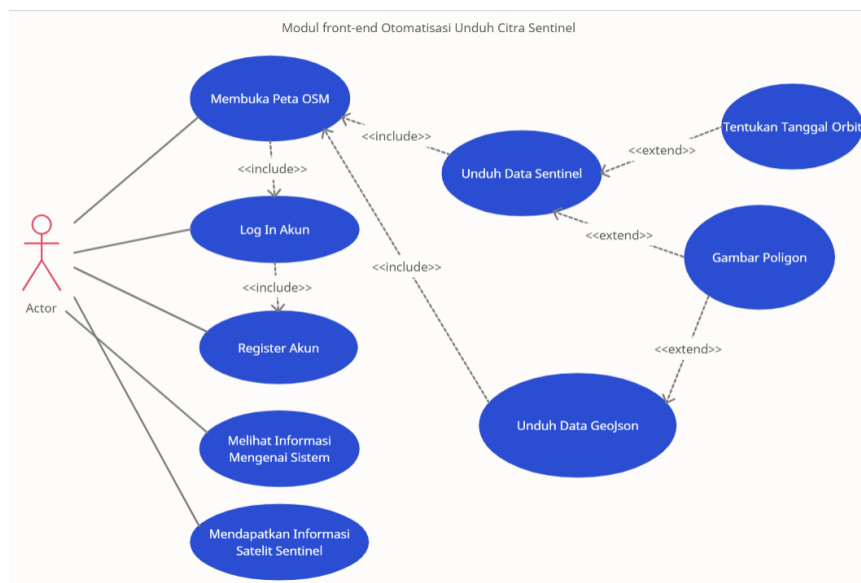 Modul front-end Otomatisasi Unduh Citra Sentinel
Membuka Peta OSM
<<include>>
Tentukan Tanggal Orbit
<<extend>>
Unduh Data Sentinel
<<include>>
Log In Akun
<<extend>>
Gambar Poligon
<<include>>
<<include>>
Actor
Register Akun
<<extend>>
Unduh Data GeoJson
Melihat Informasi
Mengenai Sistem
Mendapatkan Informasi
Satelit Sentinel